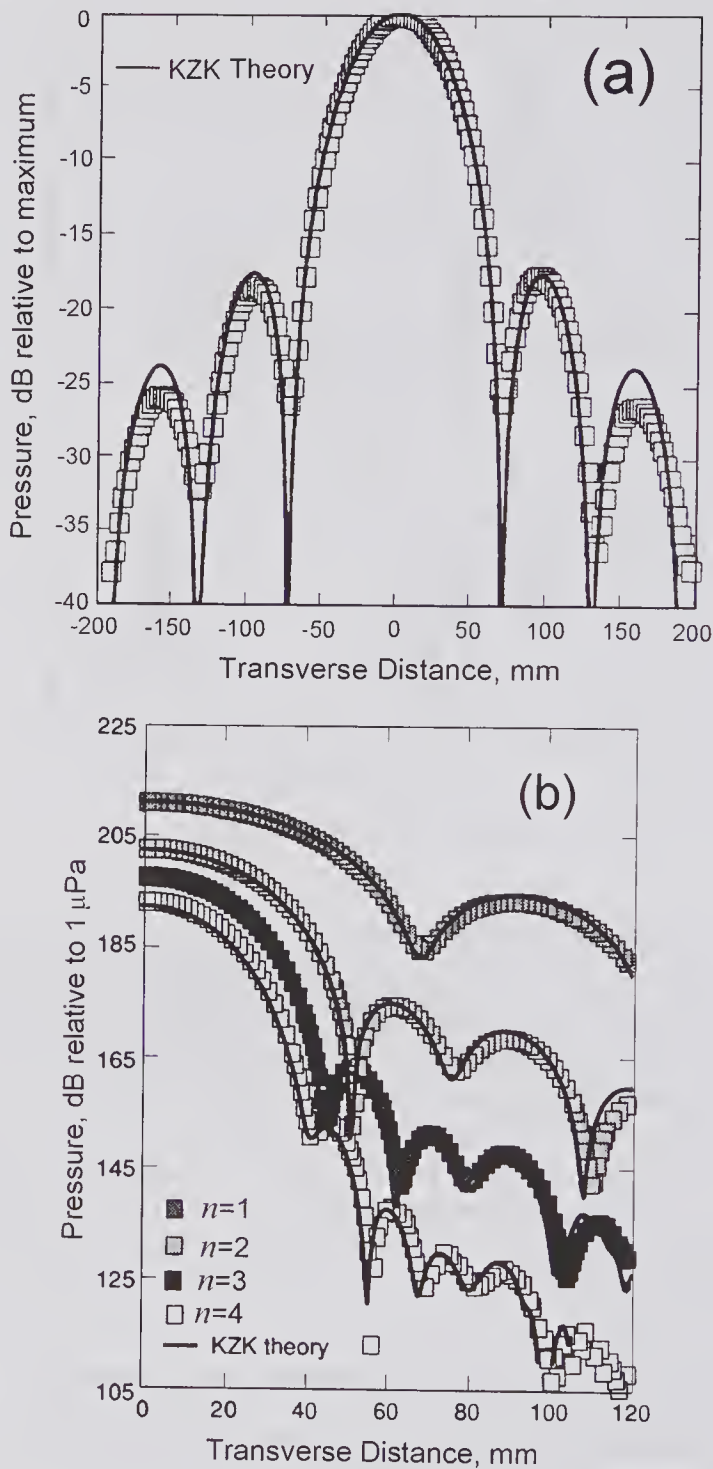 0
-5
-10
-15
-20
-25
-30
-35
-40
KZK Theory
(a)
Pressure, dB relative to maximum
-200 -150 -100 -50 0 50 100 150 200
Transverse Distance, mm
225
205
185
165
145
125
105
(b)
Pressure, dB relative to 1 μPa
n=1
n=2
n=3
n=4
KZK theory
0 20 40 60 80 100 120
Transverse Distance, mm